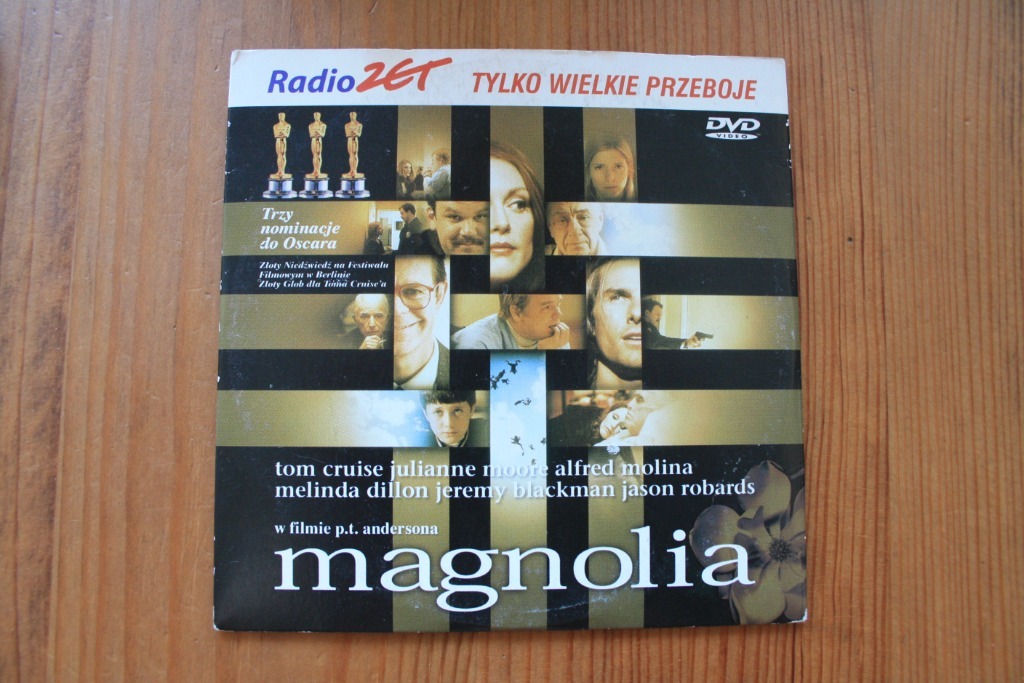 Radio ZET TYLKO WIELKIE PRZEBOJE
DVD
VIDEO
Trzy
nominacje
do Oscara
Złoty Niedźwiedź na Festiwalu
Filmowym w Berlinie
Złoty Glob dla Toma Cruise'a
tom cruise julianne moore alfred molina
melinda dillon jeremy blackman jason robards
w filmie p.t. andersona
magnolia